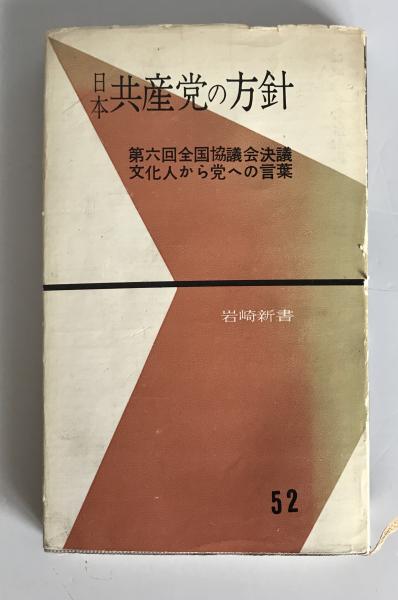 日本共産党の方針
第六回全国協議会決議
文化人から党への言葉
岩崎新書
52